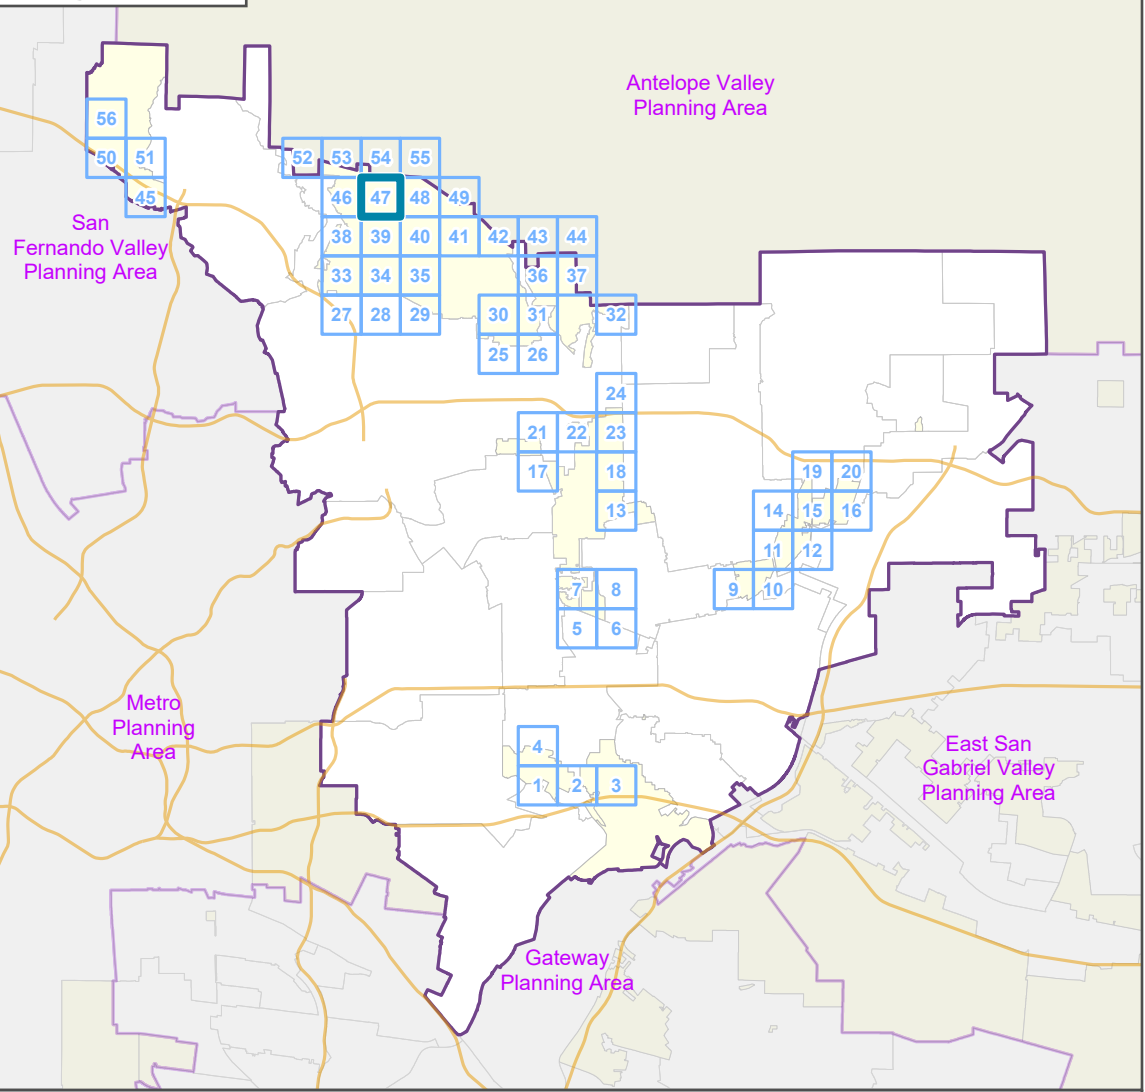 Antelope Valley
Planning Area
56
50 51
52 53 54 55
45
46 47 48 49
San
Fernando Valley
Planning Area
38 39 40 41 42 43 44
33 34 35 36 37
27 28 29 30 31 32
25 26
24
21 22 23
17 18
19 20
13
14 15 16
11 12
7 8
9 10
5 6
Metro
Planning
Area
4
East San
Gabriel Valley
Planning Area
1 2 3
Gateway
Planning Area